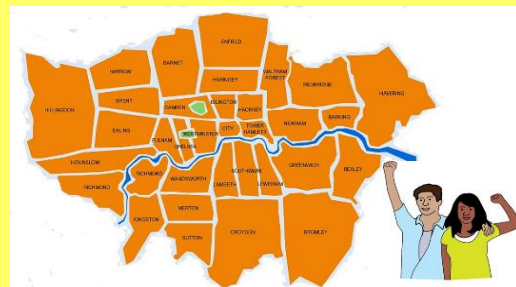 ENFIELD
BARNET
HARROW
HARINGEY
WALTHAM
FOREST
REDBRIDGE
HAVERING
HILLINGDON
BRENT
CAMDEN
ISLINGTON
HACKNEY
EALING
WESTMINSTER
CITY
TOWER
HAMLETS
NEWHAM
BARKING
FULHAM
CHELSEA
HOUNSLOW
RICHMOND
RICHMOND
WANDSWORTH
LAMBETH
SOUTHWARK
LEWISHAM
GREENWICH
BEXLEY
KINGSTON
MERTON
SUTTON
CROYDON
BROMLEY